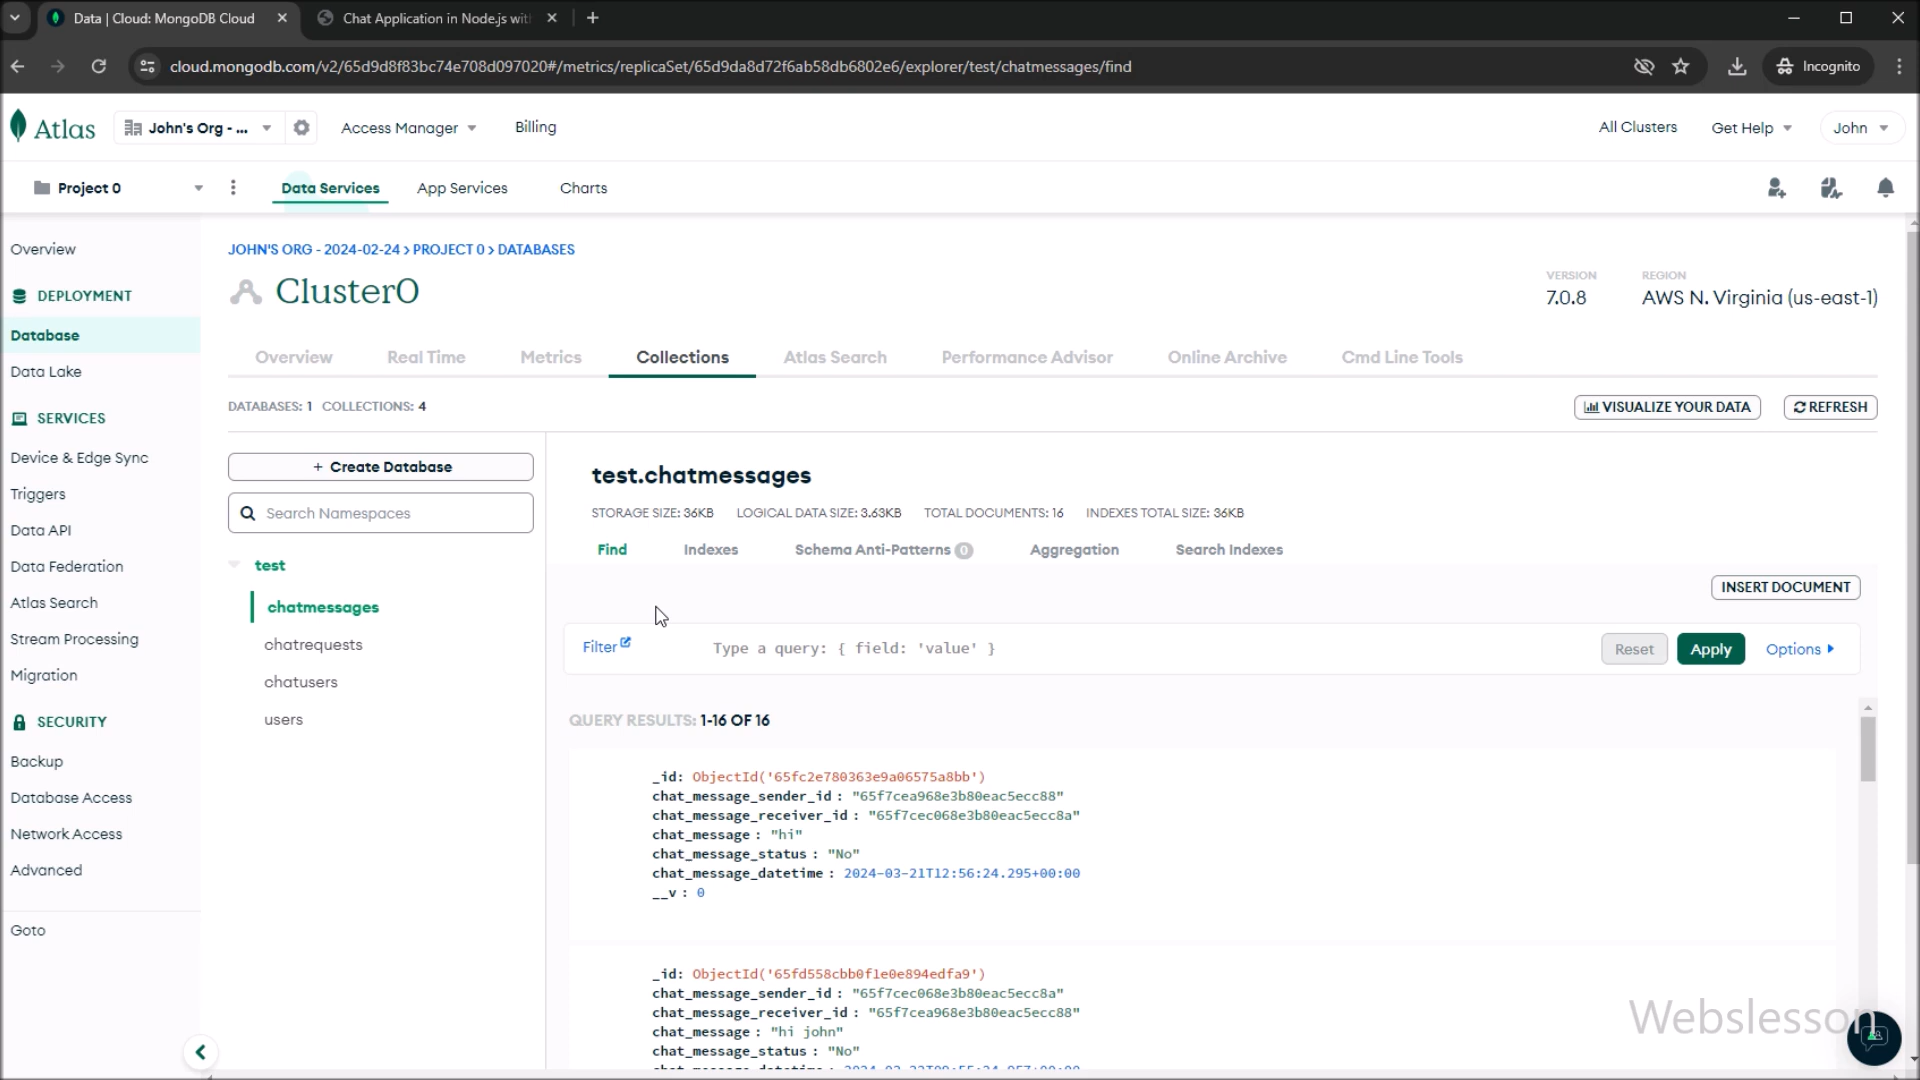 Data | Cloud: MongoDB Cloud
Chat Application in Node.js wit
cloud.mongodb.com/v2/65d9d8f83bc74e708d097020#/metrics/replicaSet/65d9da8d72f6ab58db6802e6/explorer/test/chatmessages/find
Incognito
Atlas
John's Org - ...
Access Manager
Billing
All Clusters
Get Help
John
Project 0
Data Services
App Services
Charts
Overview
DEPLOYMENT
Database
Data Lake
SERVICES
Device & Edge Sync
Triggers
Data API
Data Federation
Atlas Search
Stream Processing
Migration
SECURITY
Backup
Database Access
Network Access
Advanced
Goto
JOHN'S ORG - 2024-02-24 > PROJECT 0 > DATABASES
Cluster0
VERSION
7.0.8
REGION
AWS N. Virginia (us-east-1)
Overview
Real Time
Metrics
Collections
Atlas Search
Performance Advisor
Online Archive
Cmd Line Tools
DATABASES: 1 COLLECTIONS: 4
VISUALIZE YOUR DATA
REFRESH
+ Create Database
Search Namespaces
test
chatmessages
chatrequests
chatusers
users
test.chatmessages
STORAGE SIZE: 36KB LOGICAL DATA SIZE: 3.63KB TOTAL DOCUMENTS: 16 INDEXES TOTAL SIZE: 36KB
Find
Indexes
Schema Anti-Patterns 0
Aggregation
Search Indexes
INSERT DOCUMENT
Filter
Type a query: { field: 'value' }
Reset
Apply
Options
QUERY RESULTS: 1-16 OF 16
_id: ObjectId('65fc2e780363e9a06575a8bb')
chat_message_sender_id : "65f7cea968e3b80eac5ecc88"
chat_message_receiver_id : "65f7cec068e3b80eac5ecc8a"
chat_message : "hi"
chat_message_status : "No"
chat_message_datetime : 2024-03-21T12:56:24.295+00:00
__v : 0
_id: ObjectId('65fd558cbb0f1e0e894edfa9')
chat_message_sender_id : "65f7cec068e3b80eac5ecc8a"
chat_message_receiver_id : "65f7cea968e3b80eac5ecc88"
chat_message : "hi john"
chat_message_status : "No"
Webslesson